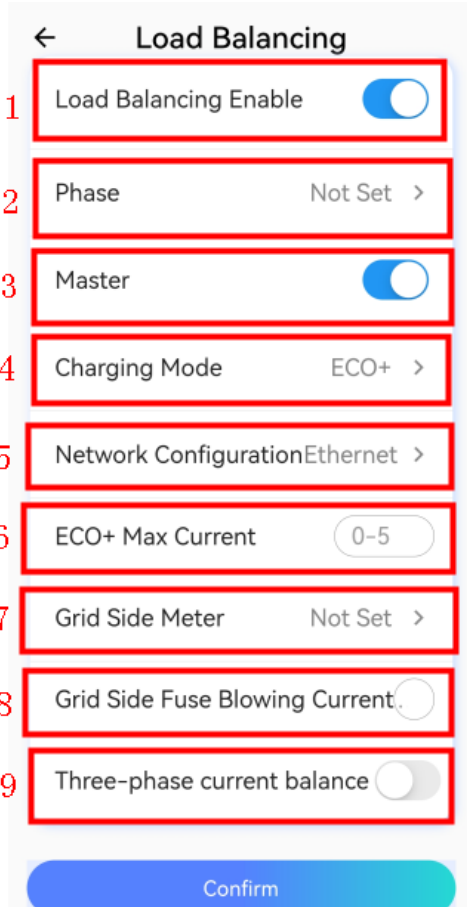 ← Load Balancing
1 Load Balancing Enable
2 Phase Not Set >
3 Master
4 Charging Mode ECO+ >
5 Network Configuration Ethernet >
6 ECO+ Max Current 0-5
7 Grid Side Meter Not Set >
8 Grid Side Fuse Blowing Current
9 Three-phase current balance
Confirm